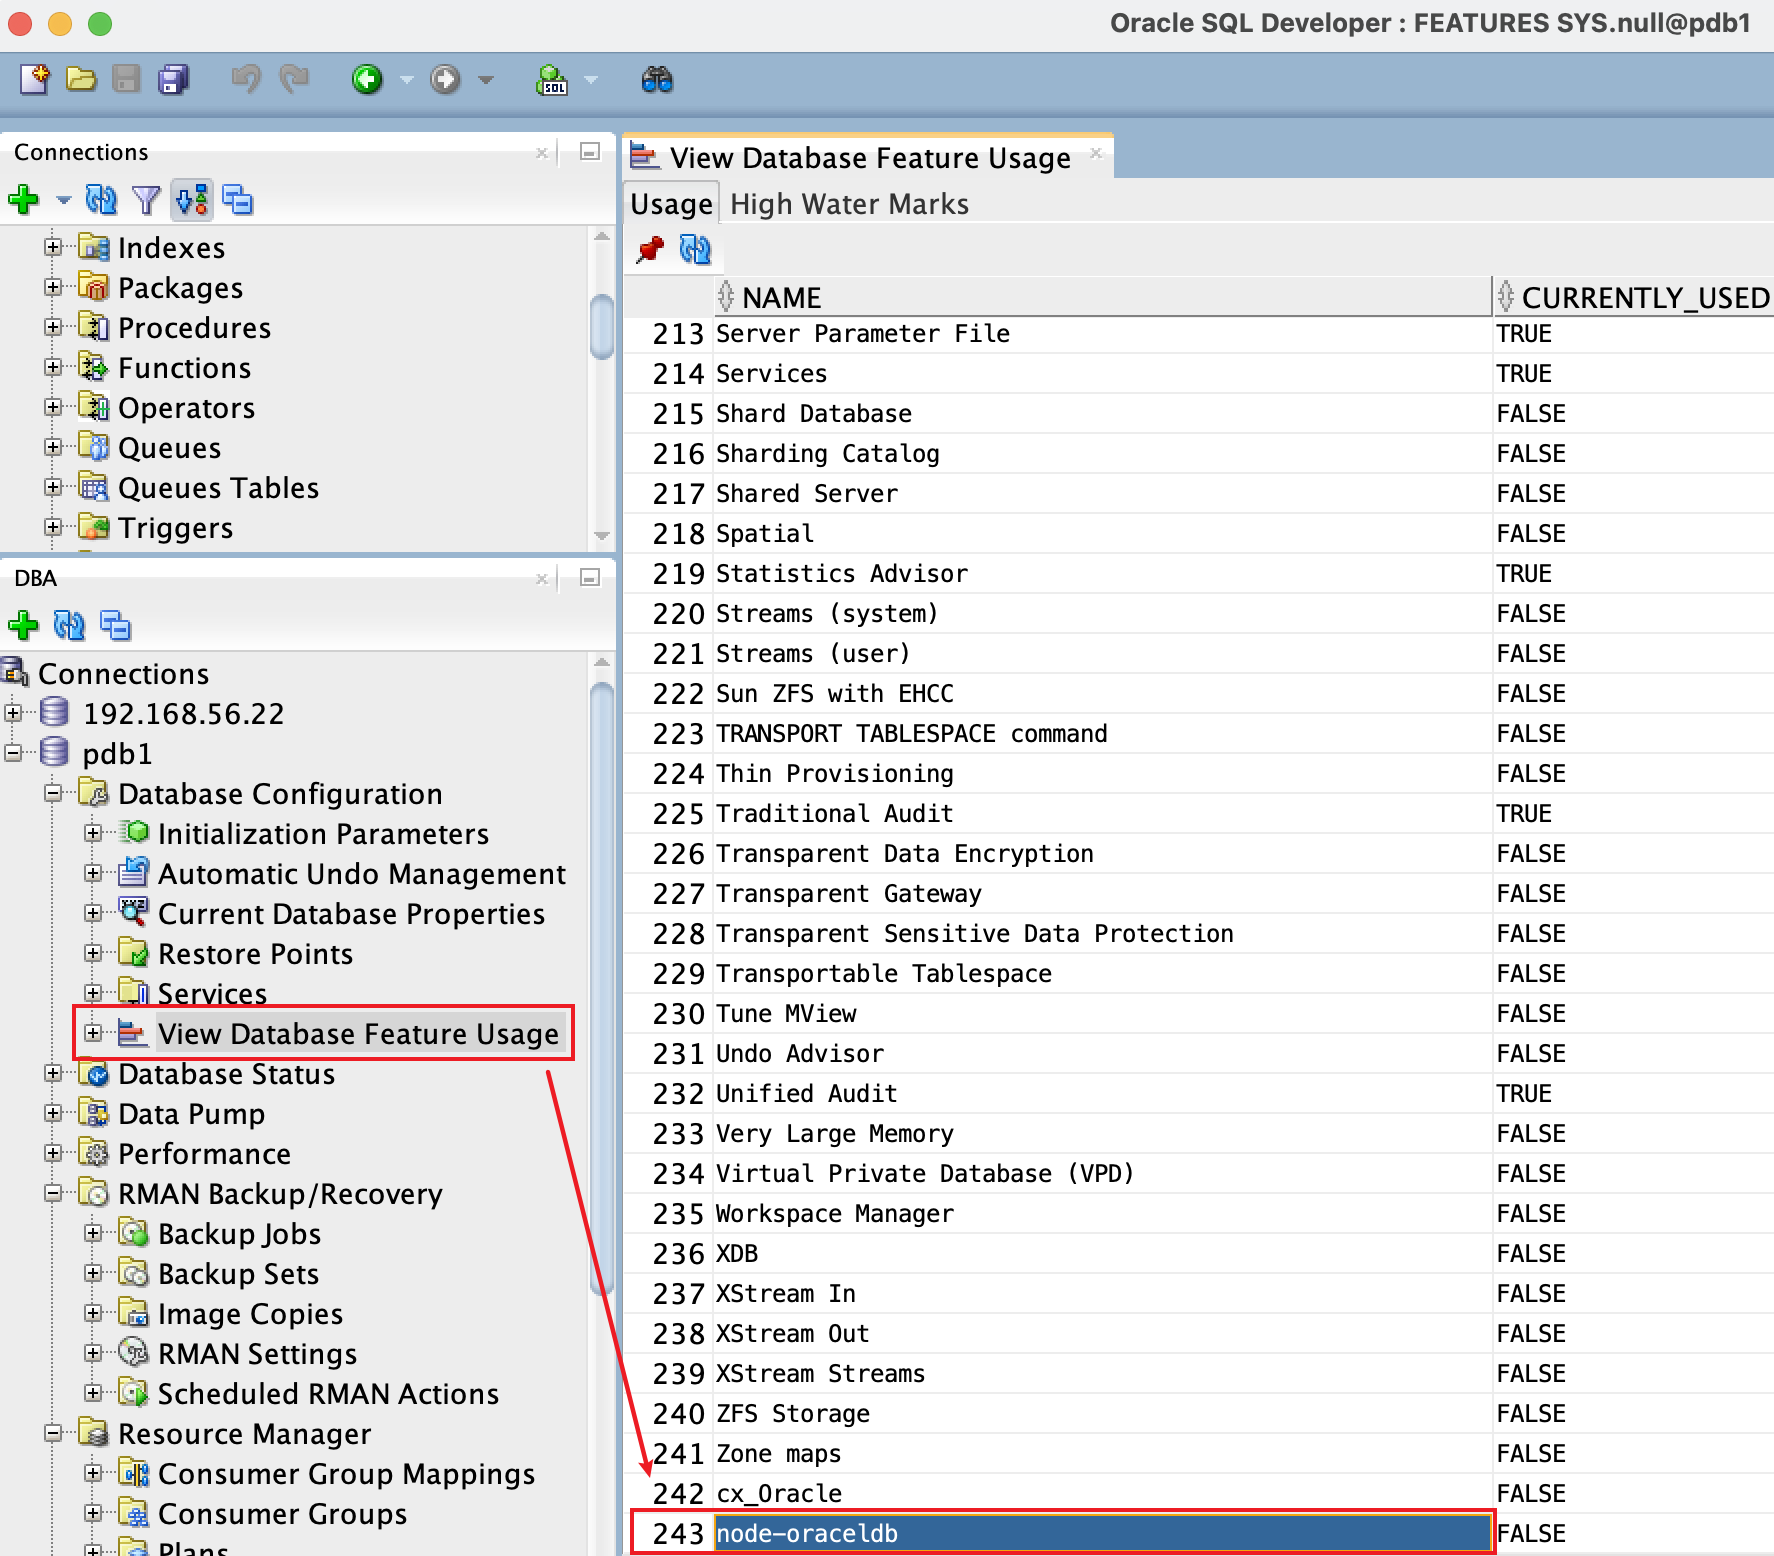 Oracle SQL Developer : FEATURES SYS.null@pdb1
SQL
Connections
Indexes
Packages
Procedures
Functions
Operators
Queues
Queues Tables
Triggers
DBA
Connections
192.168.56.22
pdb1
Database Configuration
Initialization Parameters
Automatic Undo Management
Current Database Properties
Restore Points
Services
View Database Feature Usage
Database Status
Data Pump
Performance
RMAN Backup/Recovery
Backup Jobs
Backup Sets
Image Copies
RMAN Settings
Scheduled RMAN Actions
Resource Manager
Consumer Group Mappings
Consumer Groups
Plans
View Database Feature Usage
Usage High Water Marks
NAME CURRENTLY_USED
213 Server Parameter File TRUE
214 Services TRUE
215 Shard Database FALSE
216 Sharding Catalog FALSE
217 Shared Server FALSE
218 Spatial FALSE
219 Statistics Advisor TRUE
220 Streams (system) FALSE
221 Streams (user) FALSE
222 Sun ZFS with EHCC FALSE
223 TRANSPORT TABLESPACE command FALSE
224 Thin Provisioning FALSE
225 Traditional Audit TRUE
226 Transparent Data Encryption FALSE
227 Transparent Gateway FALSE
228 Transparent Sensitive Data Protection FALSE
229 Transportable Tablespace FALSE
230 Tune MView FALSE
231 Undo Advisor FALSE
232 Unified Audit TRUE
233 Very Large Memory FALSE
234 Virtual Private Database (VPD) FALSE
235 Workspace Manager FALSE
236 XDB FALSE
237 XStream In FALSE
238 XStream Out FALSE
239 XStream Streams FALSE
240 ZFS Storage FALSE
241 Zone maps FALSE
242 cx_Oracle FALSE
243 node-oraceldb FALSE